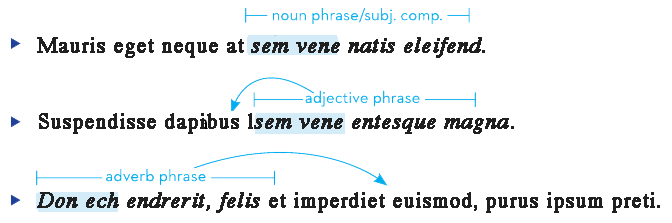 noun phrase/subj. comp.
Mauris eget neque at sem vene natis eleifend.
adjective phrase
Suspendisse dapibus lsem vene entesque magna.
adverb phrase
Don ech endrerit, felis et imperdiet euismod, purus ipsum preti.